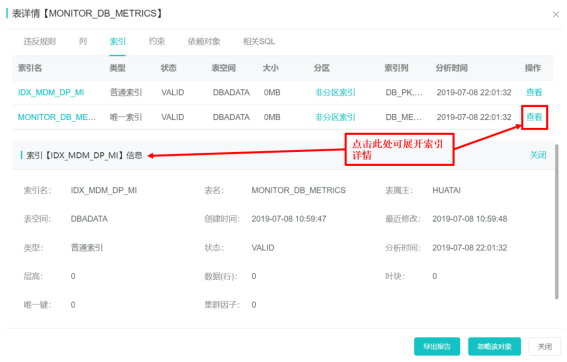 表详情【MONITOR_DB_METRICS】 ×
违反规则 列 索引 约束 依赖对象 相关SQL
索引名 类型 状态 表空间 大小 分区 索引列 分析时间 操作
IDX_MDM_DP_MI 普通索引 VALID DBADATA 0MB 非分区索引 DB_PK,... 2019-07-08 22:01:32 查看
MONITOR_DB_ME... 唯一索引 VALID DBADATA 0MB 非分区索引 DB_ME... 2019-07-08 22:01:32 查看
点击此处可展开索引
详情
索引【IDX_MDM_DP_MI】信息 关闭
索引名: IDX_MDM_DP_MI 表名: MONITOR_DB_METRICS 表属主: HUATAI
表空间: DBADATA 创建时间: 2019-07-08 10:59:47 最近修改: 2019-07-08 10:59:48
类型: 普通索引 状态: VALID 分析时间: 2019-07-08 22:01:32
层高: 0 数据(行): 0 叶块: 0
唯一键: 0 集群因子: 0
导出报告 忽略该对象 关闭